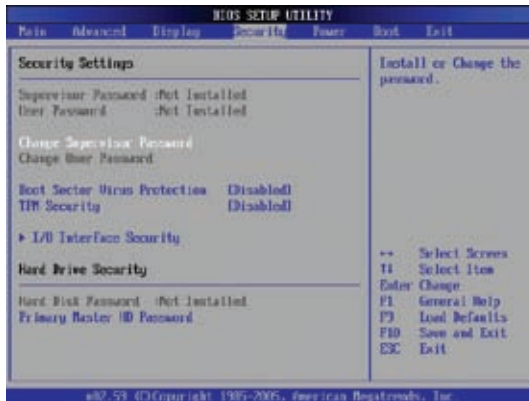 BIOS SETUP UTILITY
Main Advanced Display Security Power Boot Exit
Security Settings
Supervisor Password :Not Installed
User Password :Not Installed
Change Supervisor Password
Change User Password
Boot Sector Virus Protection [Disabled]
TPM Security [Disabled]
I/O Interface Security
Hard Drive Security
Hard Disk Password :Not Installed
Primary Master HD Password
Install or Change the
password.
↔ Select Screen
↑↓ Select Item
Enter Change
F1 General Help
F9 Load Defaults
F10 Save and Exit
ESC Exit
v02.59 (C)Copyright 1985-2005, American Megatrends, Inc.